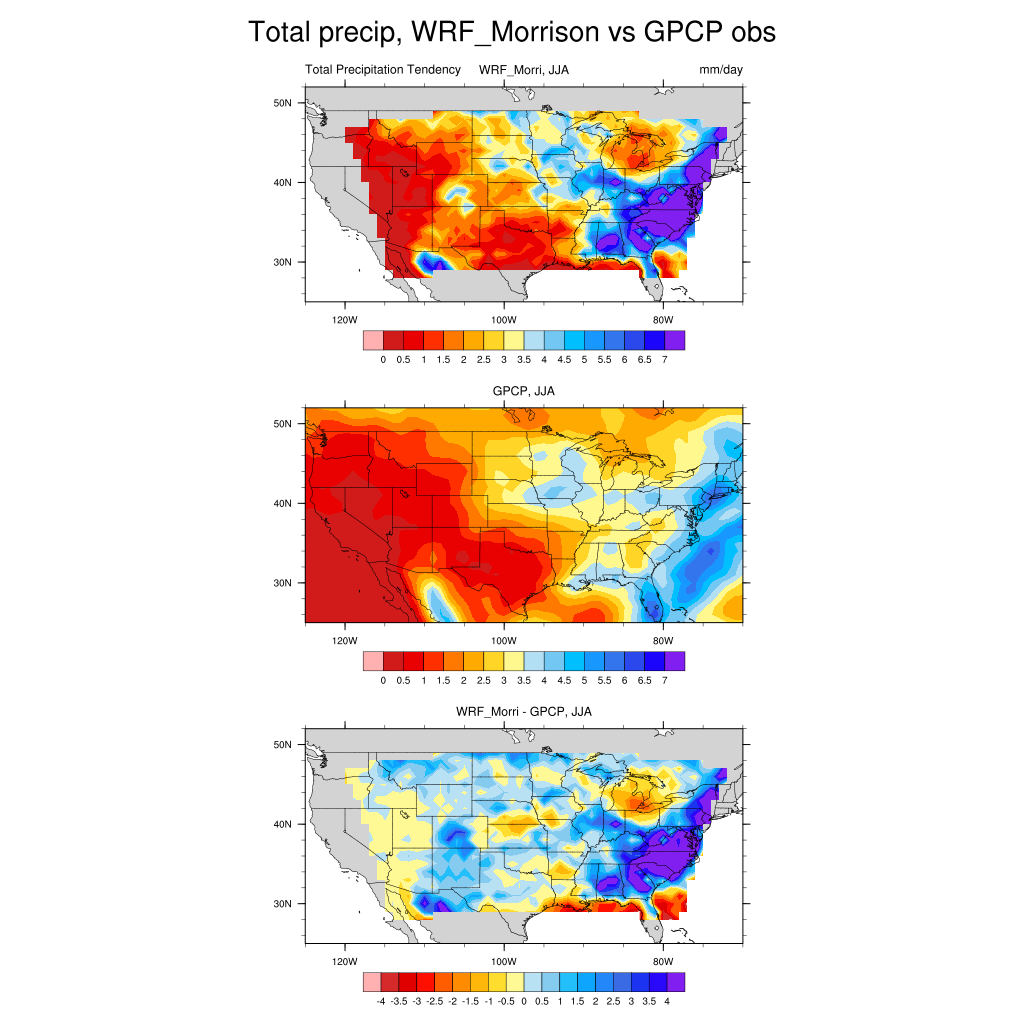 Total precip, WRF_Morrison vs GPCP obs
Total Precipitation Tendency WRF_Morri, JJA mm/day
50N
40N
30N
120W 100W 80W
0 0.5 1 1.5 2 2.5 3 3.5 4 4.5 5 5.5 6 6.5 7
GPCP, JJA
50N
40N
30N
120W 100W 80W
0 0.5 1 1.5 2 2.5 3 3.5 4 4.5 5 5.5 6 6.5 7
WRF_Morri - GPCP, JJA
50N
40N
30N
120W 100W 80W
-4 -3.5 -3 -2.5 -2 -1.5 -1 -0.5 0 0.5 1 1.5 2 2.5 3 3.5 4